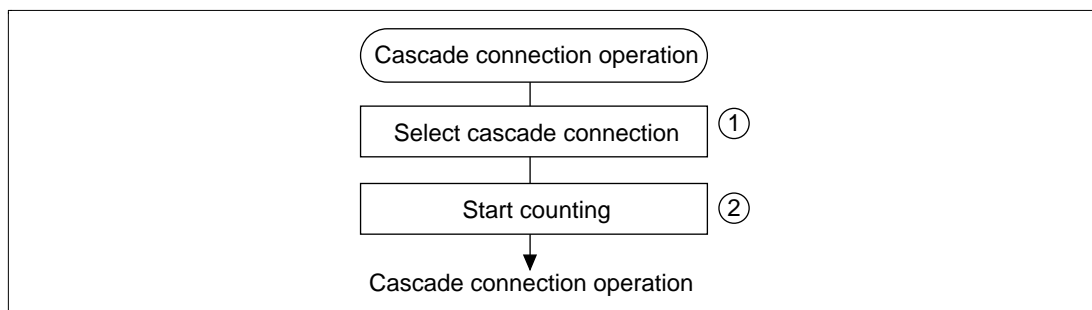 Cascade connection operation
Select cascade connection
1
Start counting
2
Cascade connection operation